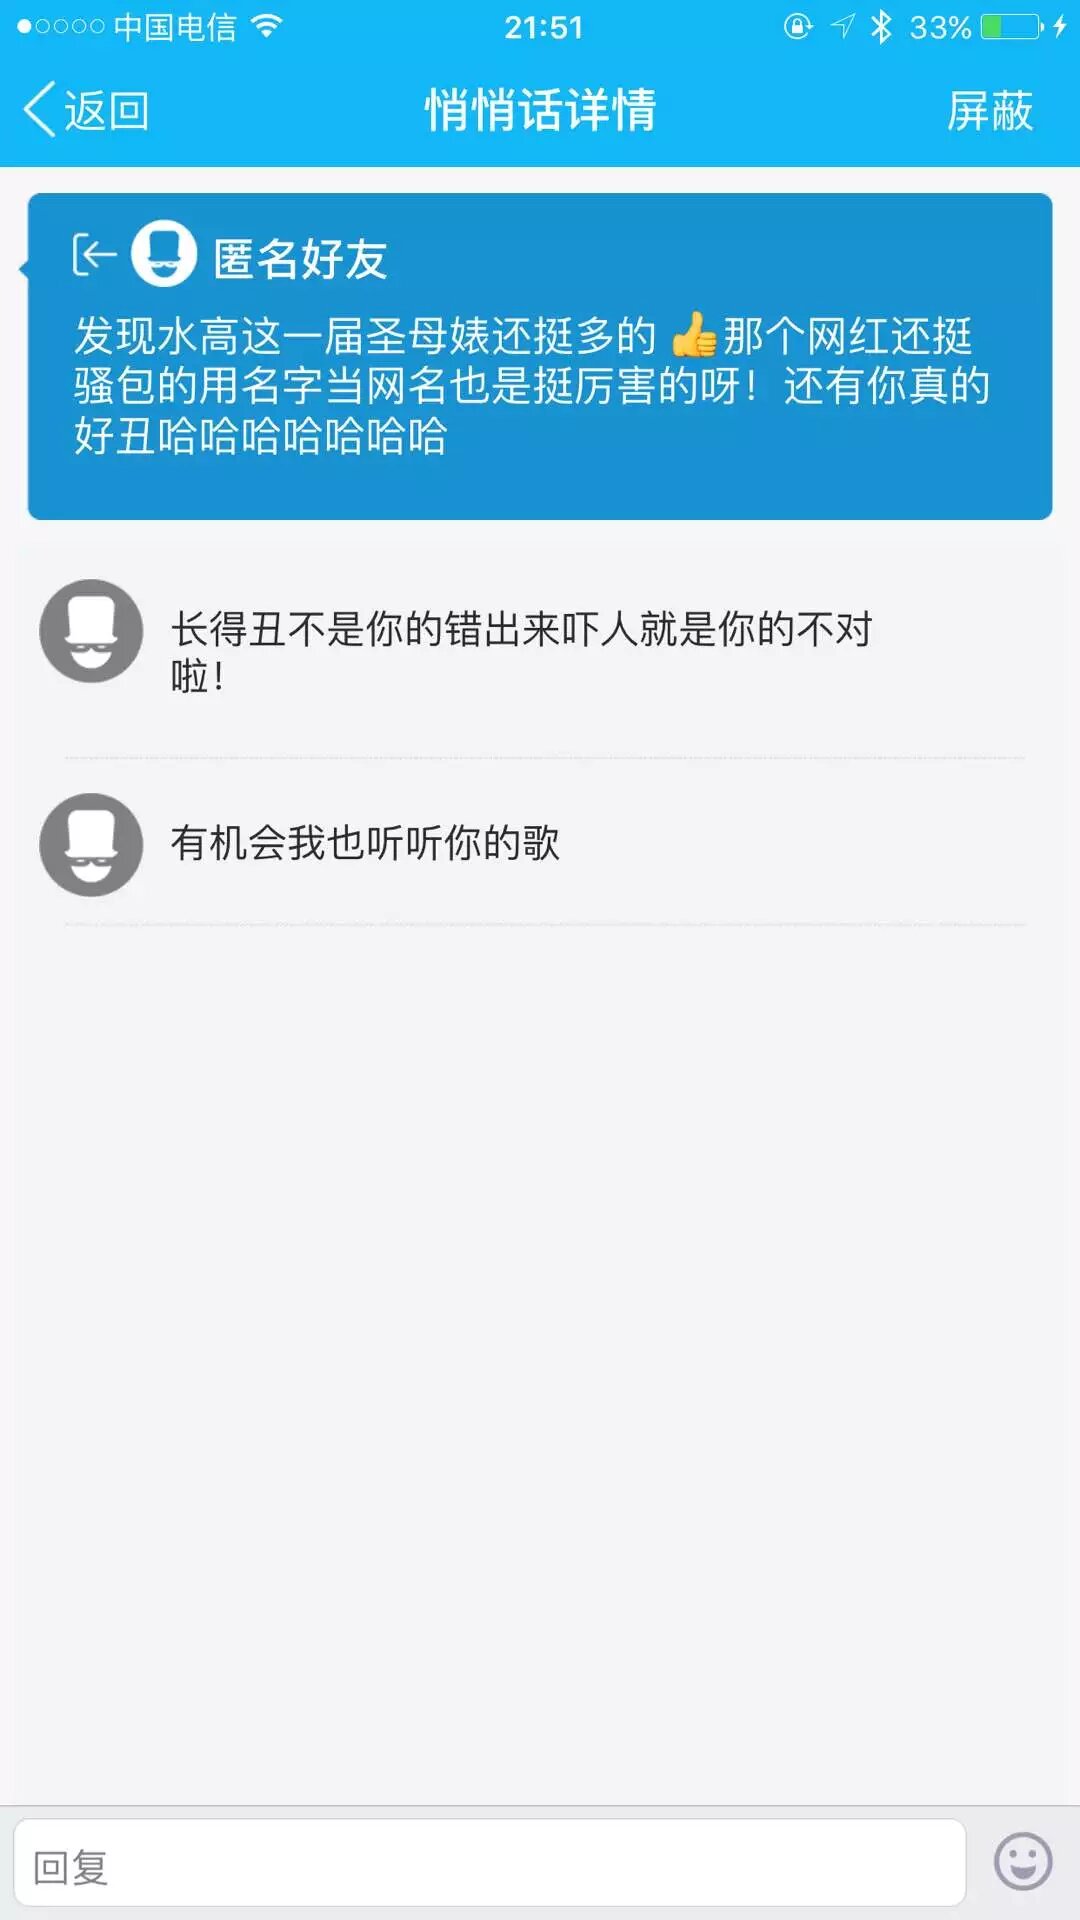 中国电信 21:51 33%
返回 悄悄话详情 屏蔽
匿名好友
发现水高这一届圣母婊还挺多的 👍那个网红还挺
骚包的用名字当网名也是挺厉害的呀！还有你真的
好丑哈哈哈哈哈哈哈
长得丑不是你的错出来吓人就是你的不对
啦！
有机会我也听听你的歌
回复